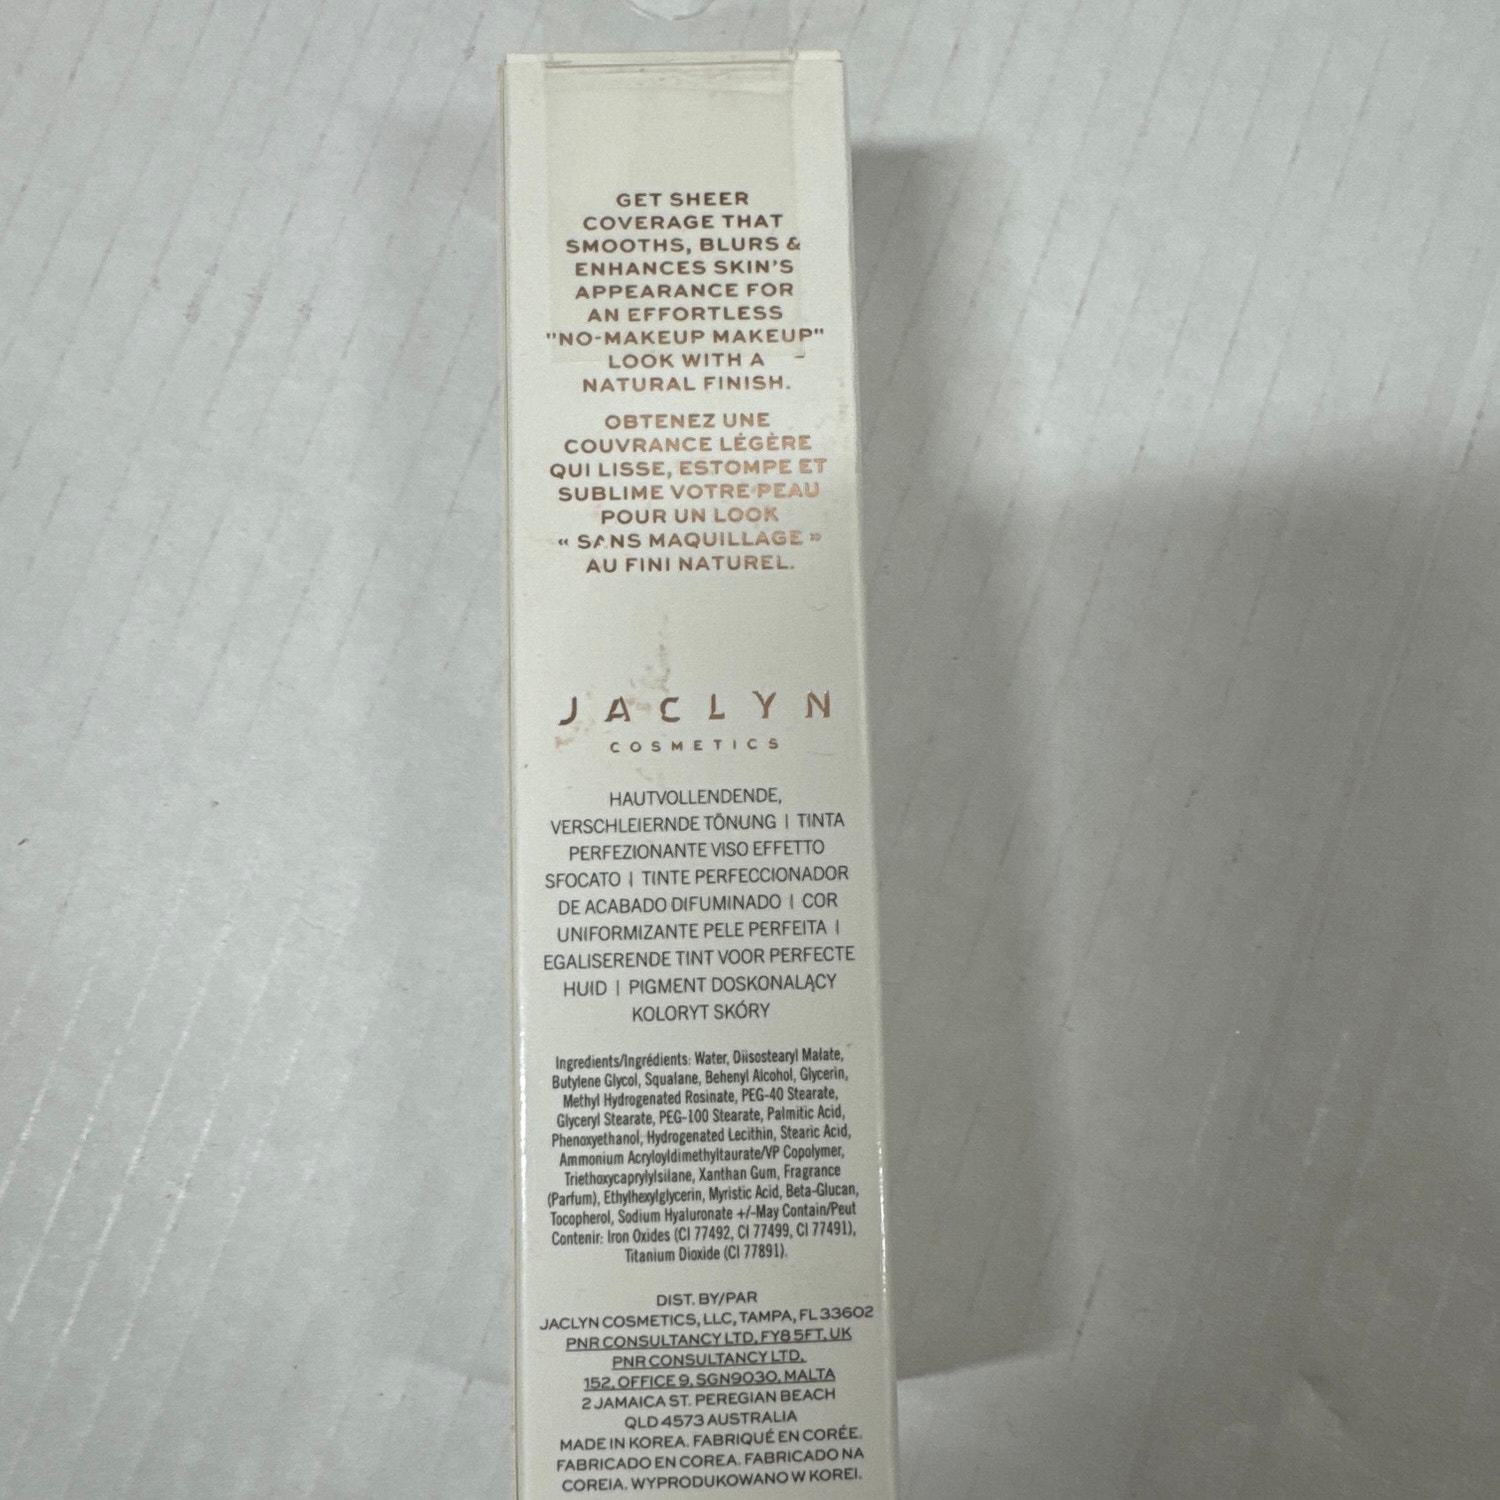 GET SHEER
COVERAGE THAT
SMOOTHS, BLURS &
ENHANCES SKIN'S
APPEARANCE FOR
AN EFFORTLESS
"NO-MAKEUP MAKEUP"
LOOK WITH A
NATURAL FINISH.
OBTENEZ UNE
COUVRANCE LÉGÈRE
QUI LISSE, ESTOMPE ET
SUBLIME VOTRE PEAU
POUR UN LOOK
« SANS MAQUILLAGE »
AU FINI NATUREL.
JACLYN
COSMETICS
HAUTVOLLENDENDE,
VERSCHLEIERNDE TÖNUNG | TINTA
PERFEZIONANTE VISO EFFETTO
SFOCATO | TINTE PERFECCIONADOR
DE ACABADO DIFUMINADO | COR
UNIFORMIZANTE PELE PERFEITA |
EGALISERENDE TINT VOOR PERFECTE
HUID | PIGMENT DOSKONALĄCY
KOLORYT SKÓRY
Ingredients/Ingrédients: Water, Diisostearyl Malate,
Butylene Glycol, Squalane, Behenyl Alcohol, Glycerin,
Methyl Hydrogenated Rosinate, PEG-40 Stearate,
Glyceryl Stearate, PEG-100 Stearate, Palmitic Acid,
Phenoxyethanol, Hydrogenated Lecithin, Stearic Acid,
Ammonium Acryloyldimethyltaurate/VP Copolymer,
Triethoxycaprylylsilane, Xanthan Gum, Fragrance
(Parfum), Ethylhexylglycerin, Myristic Acid, Beta-Glucan,
Tocopherol, Sodium Hyaluronate +/-May Contain/Peut
Contenir: Iron Oxides (CI 77492, CI 77499, CI 77491),
Titanium Dioxide (CI 77891).
DIST. BY/PAR
JACLYN COSMETICS, LLC, TAMPA, FL 33602
PNR CONSULTANCY LTD, FY8 5FT, UK
PNR CONSULTANCY LTD,
152, OFFICE 9, SGN9030, MALTA
2 JAMAICA ST. PEREGIAN BEACH
QLD 4573 AUSTRALIA
MADE IN KOREA. FABRIQUÉ EN CORÉE.
FABRICADO EN COREA. FABRICADO NA
COREIA. WYPRODUKOWANO W KOREI.